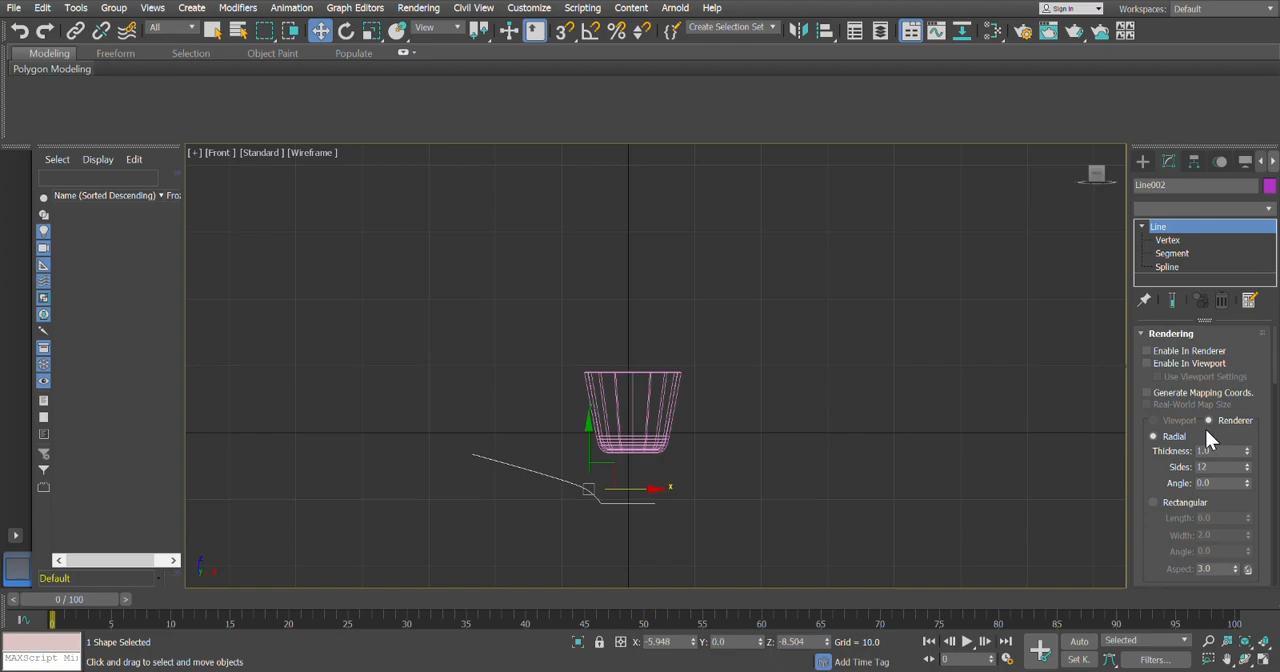 File Edit Tools Group Views Create Modifiers Animation Graph Editors Rendering Civil View Customize Scripting Content Arnold Help Sign In Workspaces: Default
All View Create Selection Set
Modeling Freeform Selection Object Paint Populate
Polygon Modeling
Select Display Edit
[+] [Front ] [Standard ] [Wireframe ]
Name (Sorted Descending) Fro
Line002
Line
Vertex
Segment
Spline
Rendering
Enable In Renderer
Enable In Viewport
Use Viewport Settings
Generate Mapping Coords.
Real-World Map Size
Viewport Renderer
Radial
Thickness: 1.0
Sides: 12
Angle: 0.0
Rectangular
Length: 6.0
Width: 2.0
Angle: 0.0
Aspect: 3.0
x
Default
< 0 / 100 >
0 5 10 15 20 25 30 35 40 45 50 55 60 65 70 75 80 85 90 95 100
1 Shape Selected X: -5.948 Y: 0.0 Z: -8.504 Grid = 10.0 Auto Selected
MAXScript Mi Click and drag to select and move objects Add Time Tag 0 Set K. Filters...